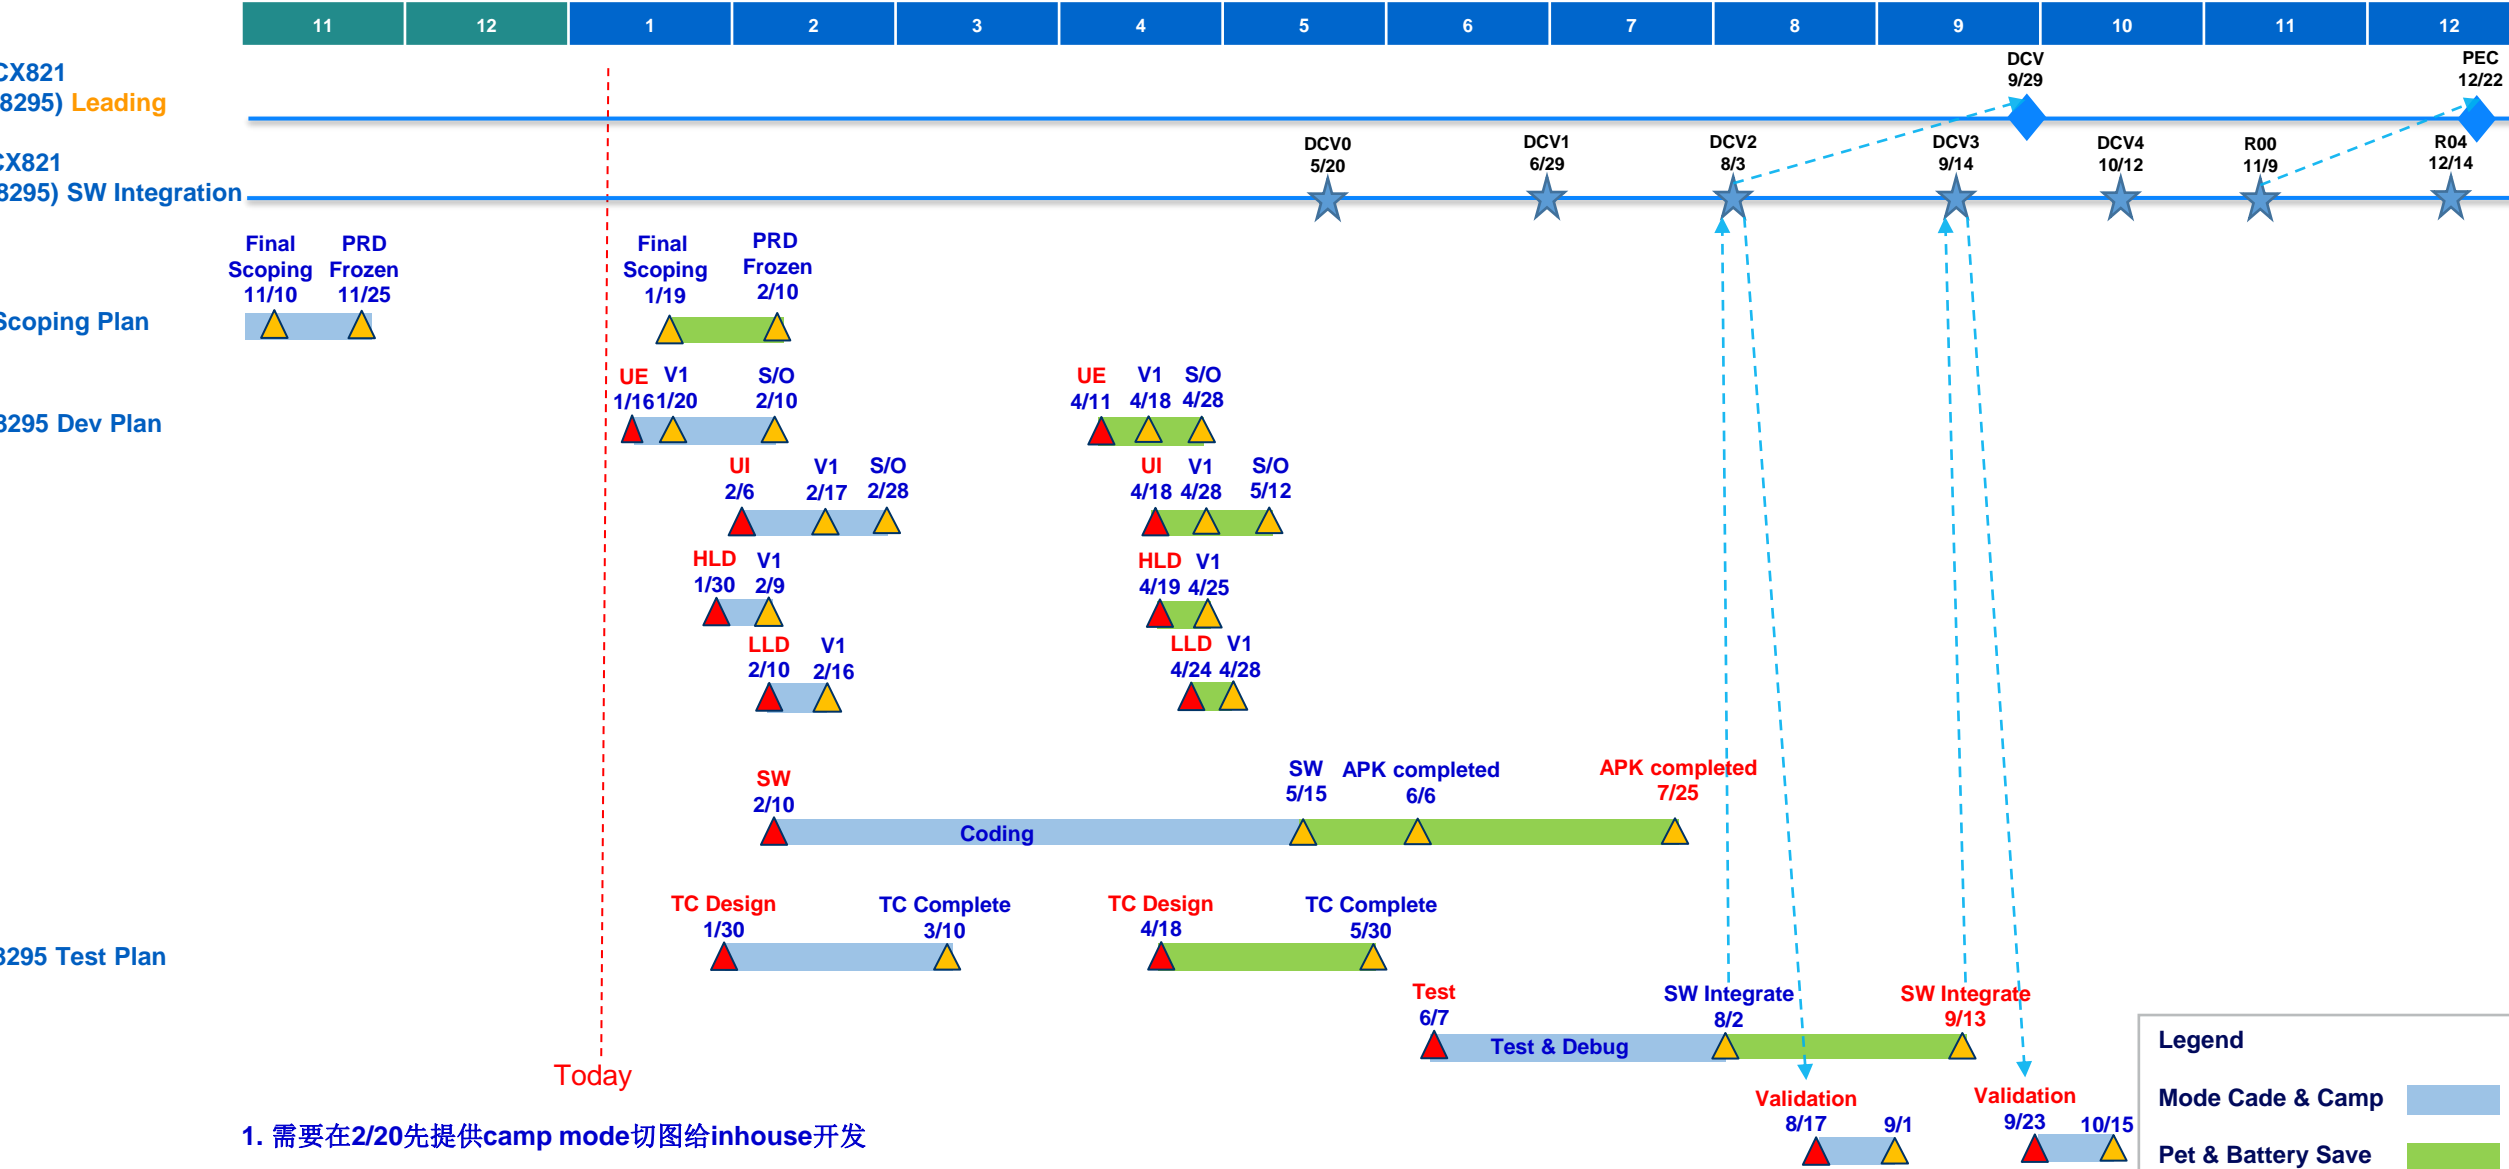 11 12 1 2 3 4 5 6 7 8 9 10 11 12
CX821
8295) Leading
DCV
9/29
PEC
12/22
CX821
8295) SW Integration
DCV0
5/20
DCV1
6/29
DCV2
8/3
DCV3
9/14
DCV4
10/12
R00
11/9
R04
12/14
Scoping Plan
Final
Scoping
11/10
PRD
Frozen
11/25
Final
Scoping
1/19
PRD
Frozen
2/10
8295 Dev Plan
UE
1/16
V1
1/20
S/O
2/10
UE
4/11
V1
4/18
S/O
4/28
UI
2/6
V1
2/17
S/O
2/28
UI
4/18
V1
4/28
S/O
5/12
HLD
1/30
V1
2/9
HLD
4/19
V1
4/25
LLD
2/10
V1
2/16
LLD
4/24
V1
4/28
SW
2/10
Coding
SW
5/15
APK completed
6/6
APK completed
7/25
8295 Test Plan
TC Design
1/30
TC Complete
3/10
TC Design
4/18
TC Complete
5/30
Test
6/7
Test & Debug
SW Integrate
8/2
SW Integrate
9/13
Validation
8/17
9/1
Validation
9/23
10/15
Today
1. 需要在2/20先提供camp mode切图给inhouse开发
Legend
Mode Cade & Camp
Pet & Battery Save